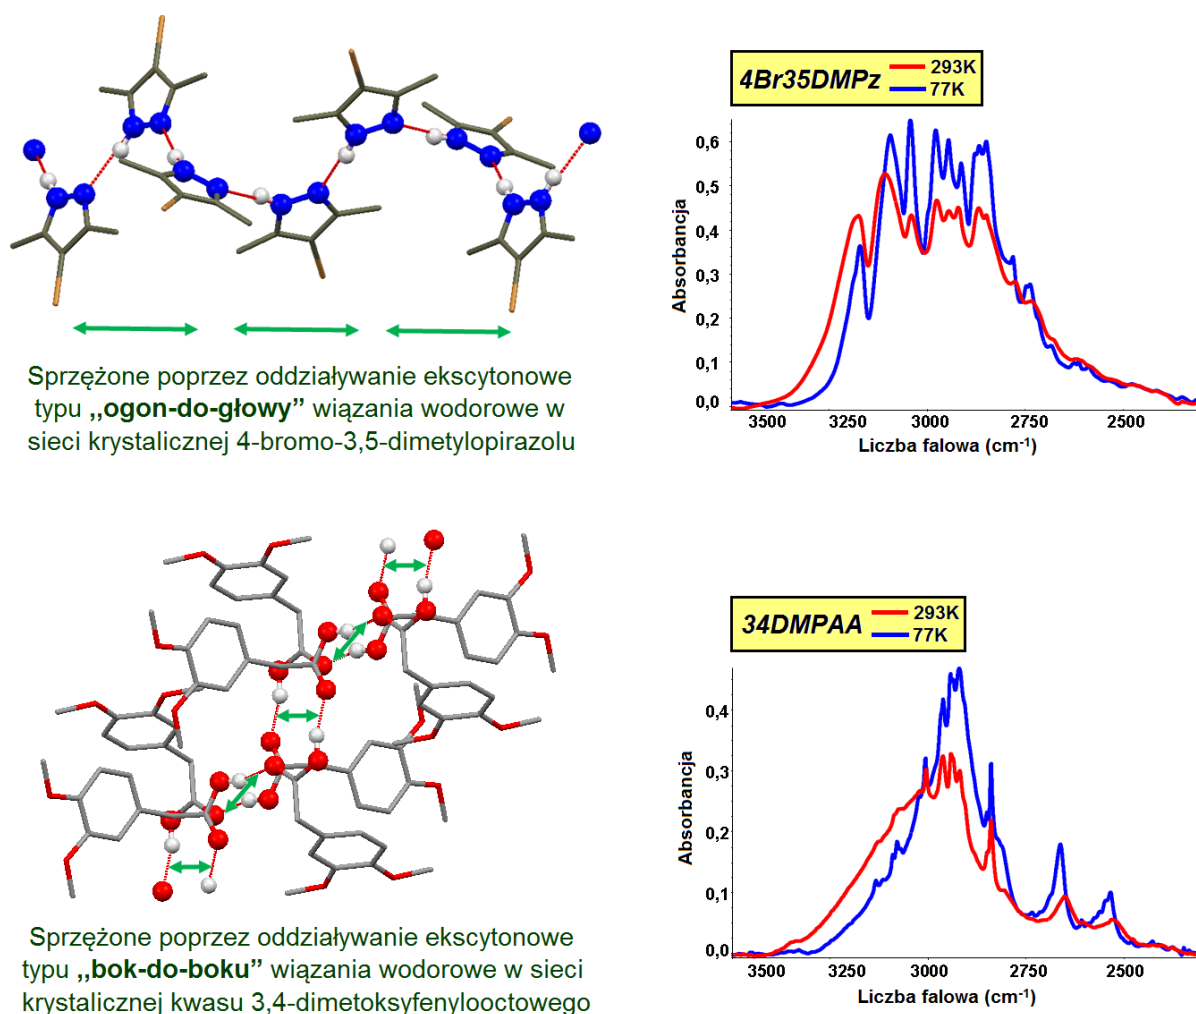 4Br35DMPz
293K
77K
0,6
0,5
0,4
0,3
0,2
0,1
0,0
Absorbancja
3500 3250 3000 2750 2500
Liczba falowa (cm⁻¹)
Sprzężone poprzez oddziaływanie ekscytonowe
typu ,,ogon-do-głowy” wiązania wodorowe w
sieci krystalicznej 4-bromo-3,5-dimetylopirazolu
34DMPAA
293K
77K
0,4
0,3
0,2
0,1
0,0
Absorbancja
3500 3250 3000 2750 2500
Liczba falowa (cm⁻¹)
Sprzężone poprzez oddziaływanie ekscytonowe
typu ,,bok-do-boku” wiązania wodorowe w sieci
krystalicznej kwasu 3,4-dimetoksyfenylooctowego